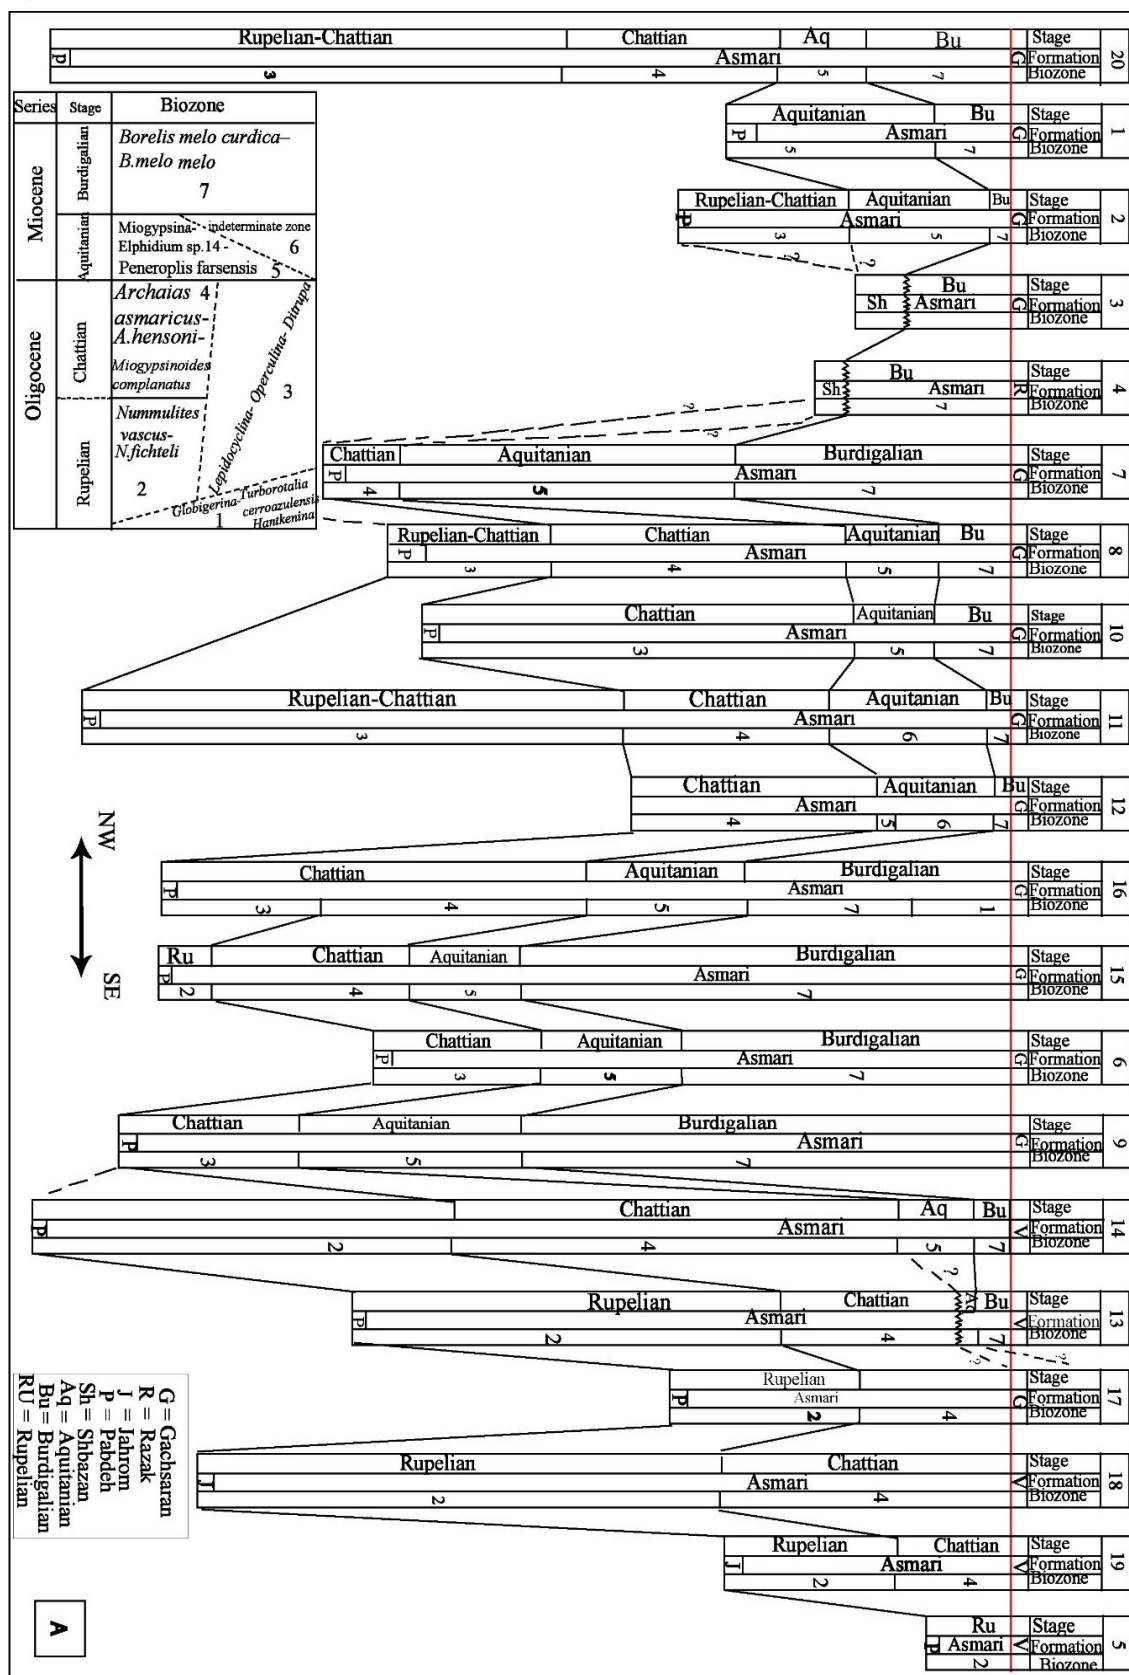 Rupelian-Chattian Chattian Aq Bu Stage
P Asmari G Formation
3 4 5 7 Biozone
20
Series Stage Biozone
Miocene
Burdigalian
Borelis melo curdica–
B.melo melo
7
Aquitanian
Miogypsina- indeterminate zone
Elphidium sp.14 - 6
Peneroplis farsensis 5
Oligocene
Chattian
Archaias 4
asmaricus-
A.hensoni-
Miogypsinoides
complanatus
Rupelian
Nummulites
vascus-
N.fichteli
2
Lepidocyclina- Operculina- Ditrupa
3
Globigerina-Turborotalia
cerroazulensis
Hantkenina
1
Aquitanian Bu Stage
P Asmari G Formation
5 7 Biozone
1
Rupelian-Chattian Aquitanian Bu Stage
P Asmari G Formation
3 5 7 Biozone
2
? ?
Bu Stage
Sh Asmari G Formation
Biozone
3
Bu Stage
Sh Asmari R Formation
7 Biozone
4
? ?
Chattian Aquitanian Burdigalian Stage
P Asmari G Formation
4 5 7 Biozone
7
Rupelian-Chattian Chattian Aquitanian Bu Stage
P Asmari G Formation
3 4 5 7 Biozone
8
Chattian Aquitanian Bu Stage
P Asmari G Formation
3 5 7 Biozone
10
Rupelian-Chattian Chattian Aquitanian Bu Stage
P Asmari G Formation
3 4 6 7 Biozone
11
Chattian Aquitanian Bu Stage
Asmari G Formation
4 5 6 7 Biozone
12
NW
SE
Chattian Aquitanian Burdigalian Stage
P Asmari G Formation
3 4 5 7 1 Biozone
16
Ru Chattian Aquitanian Burdigalian Stage
P Asmari G Formation
2 4 5 7 Biozone
15
Chattian Aquitanian Burdigalian Stage
P Asmari G Formation
3 5 7 Biozone
6
Chattian Aquitanian Burdigalian Stage
P Asmari G Formation
3 5 7 Biozone
9
Chattian Aq Bu Stage
P Asmari V Formation
2 4 5 7 Biozone
14
?
Rupelian Chattian Aq Bu Stage
P Asmari V Formation
2 4 7 Biozone
13
? ?
Rupelian Stage
P Asmari G Formation
2 4 Biozone
17
Rupelian Chattian Stage
J Asmari V Formation
2 4 Biozone
18
Rupelian Chattian Stage
J Asmari V Formation
2 4 Biozone
19
Ru Stage
P Asmari V Formation
2 Biozone
5
G = Gachsaran
R = Razak
J = Jahrom
P = Pabdeh
Sh = Shbazan
Aq = Aquitanian
Bu = Burdigalian
RU = Rupelian
A